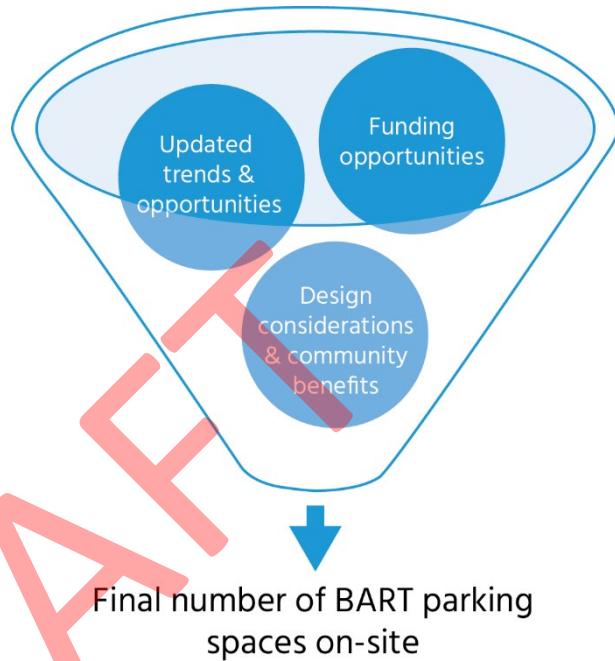 Updated
trends &
opportunities
Funding
opportunities
Design
considerations
& community
benefits
Final number of BART parking
spaces on-site
AFT